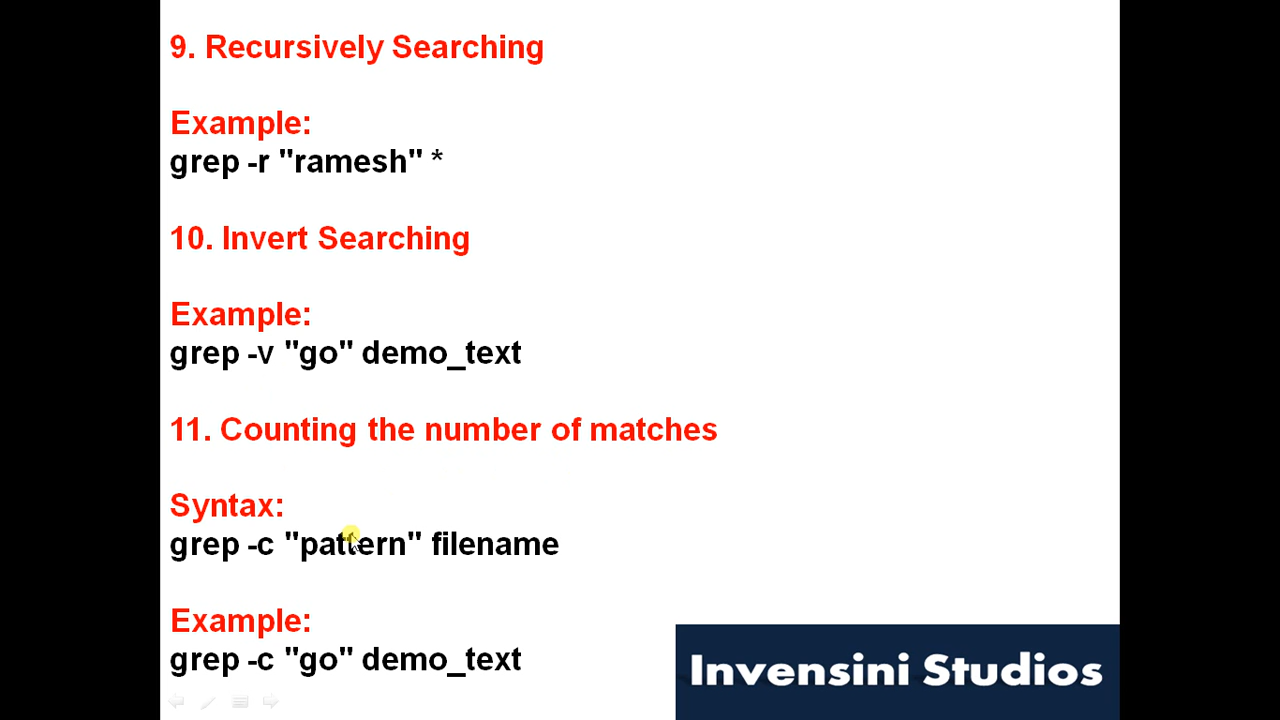 9. Recursively Searching
Example:
grep -r "ramesh" *
10. Invert Searching
Example:
grep -v "go" demo_text
11. Counting the number of matches
Syntax:
grep -c "pattern" filename
Example:
grep -c "go" demo_text
Invensini Studios